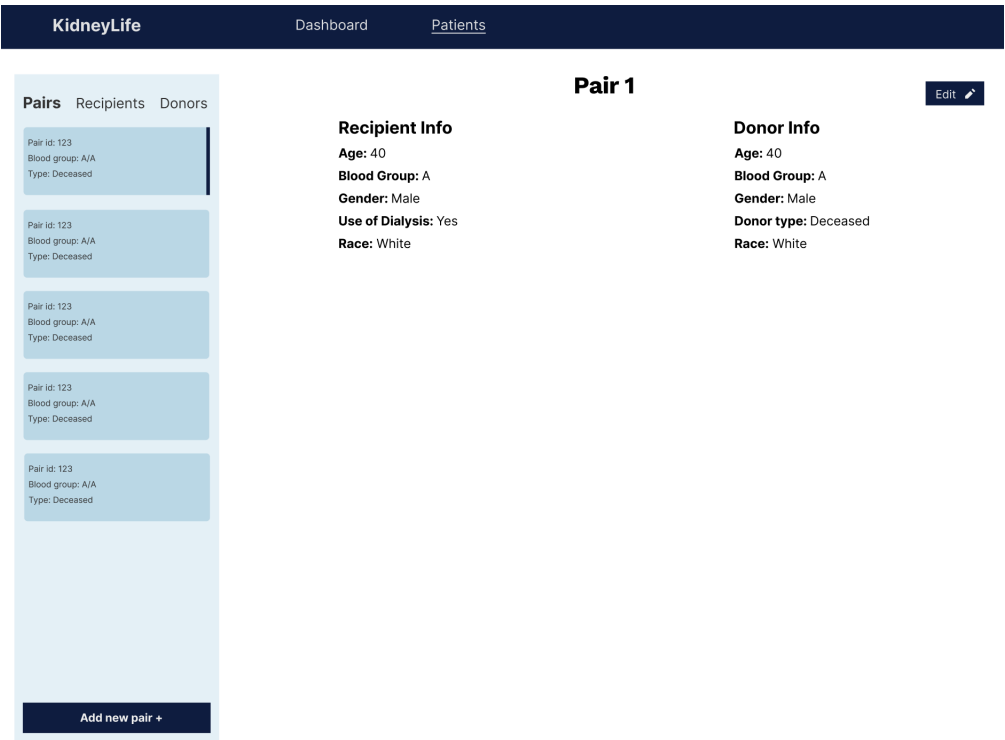 KidneyLife Dashboard Patients
Pair 1
Edit
Pairs Recipients Donors
Pair id: 123
Blood group: A/A
Type: Deceased
Pair id: 123
Blood group: A/A
Type: Deceased
Pair id: 123
Blood group: A/A
Type: Deceased
Pair id: 123
Blood group: A/A
Type: Deceased
Pair id: 123
Blood group: A/A
Type: Deceased
Add new pair +
Recipient Info
Age: 40
Blood Group: A
Gender: Male
Use of Dialysis: Yes
Race: White
Donor Info
Age: 40
Blood Group: A
Gender: Male
Donor type: Deceased
Race: White